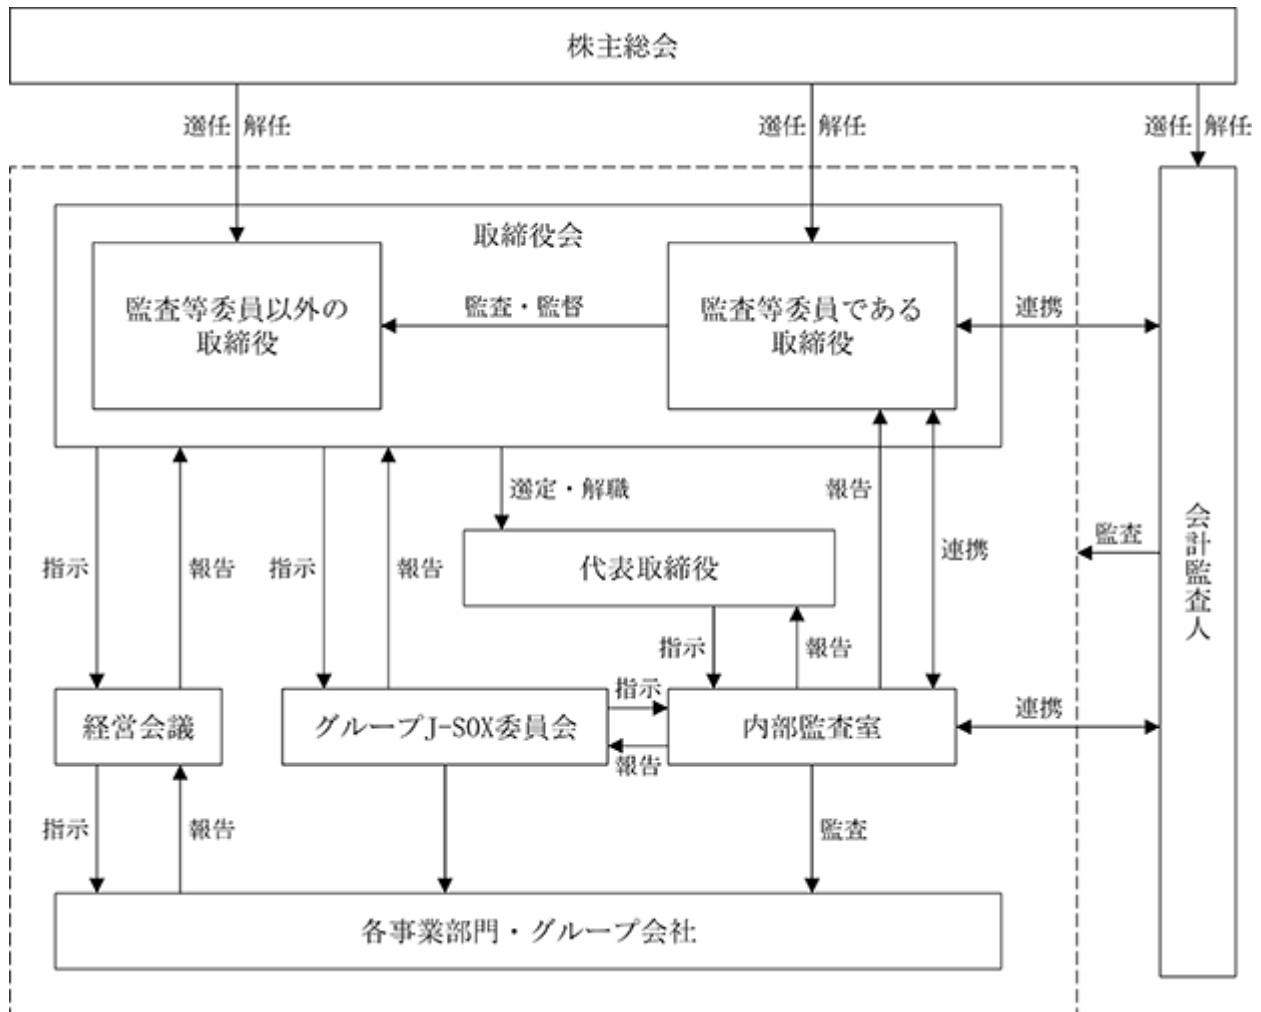 株主総会
選任 解任
選任 解任
選任 解任
取締役会
監査等委員以外の
取締役
監査・監督
監査等委員である
取締役
連携
選定・解職
報告
連携
監査
会計監査人
指示
報告
指示
報告
代表取締役
指示
報告
経営会議
グループJ-SOX委員会
指示
報告
内部監査室
連携
指示
報告
監査
各事業部門・グループ会社